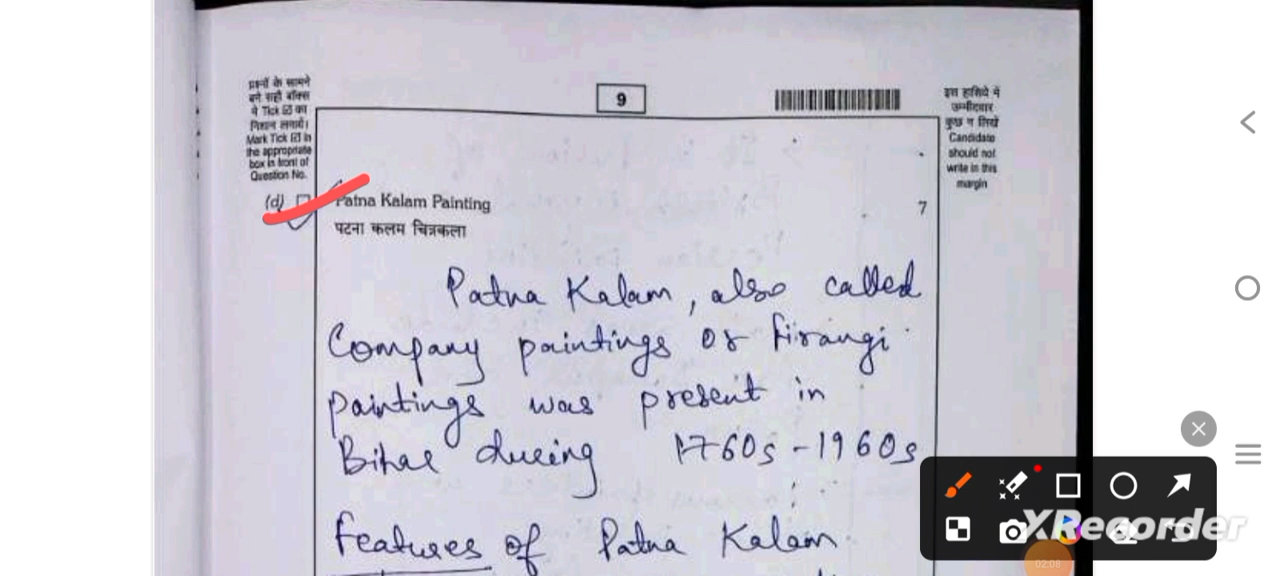 प्रश्नों के सामने
बने सही बॉक्स
में Tick ☑ का
निशान लगायें।
Mark Tick ☑ in
the appropriate
box in front of
Question No.
9
इस हाशिये में
उम्मीदवार
कुछ न लिखें
Candidate
should not
write in this
margin
(d) Patna Kalam Painting 7
पटना कलम चित्रकला
Patna Kalam, also called
Company paintings or firangi
paintings was present in
Bihar during 1760s - 1960s
features of Patna Kalam
XRecorder
02:08